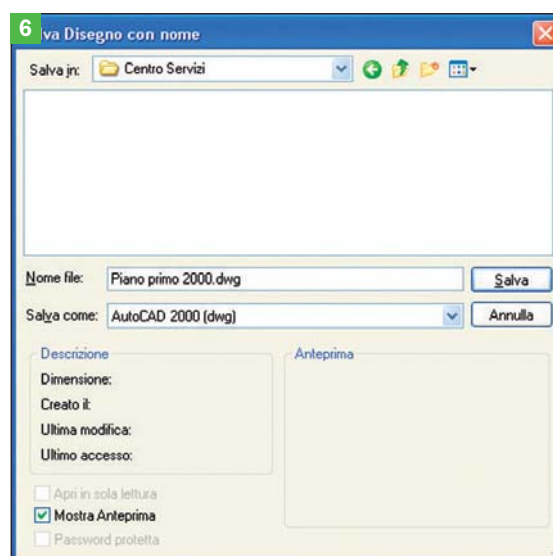 6
va Disegno con nome
Salva in: Centro Servizi
Nome file: Piano primo 2000.dwg Salva
Salva come: AutoCAD 2000 (dwg) Annulla
Descrizione Anteprima
Dimensione:
Creato il:
Ultima modifica:
Ultimo accesso:
Apri in sola lettura
Mostra Anteprima
Password protetta